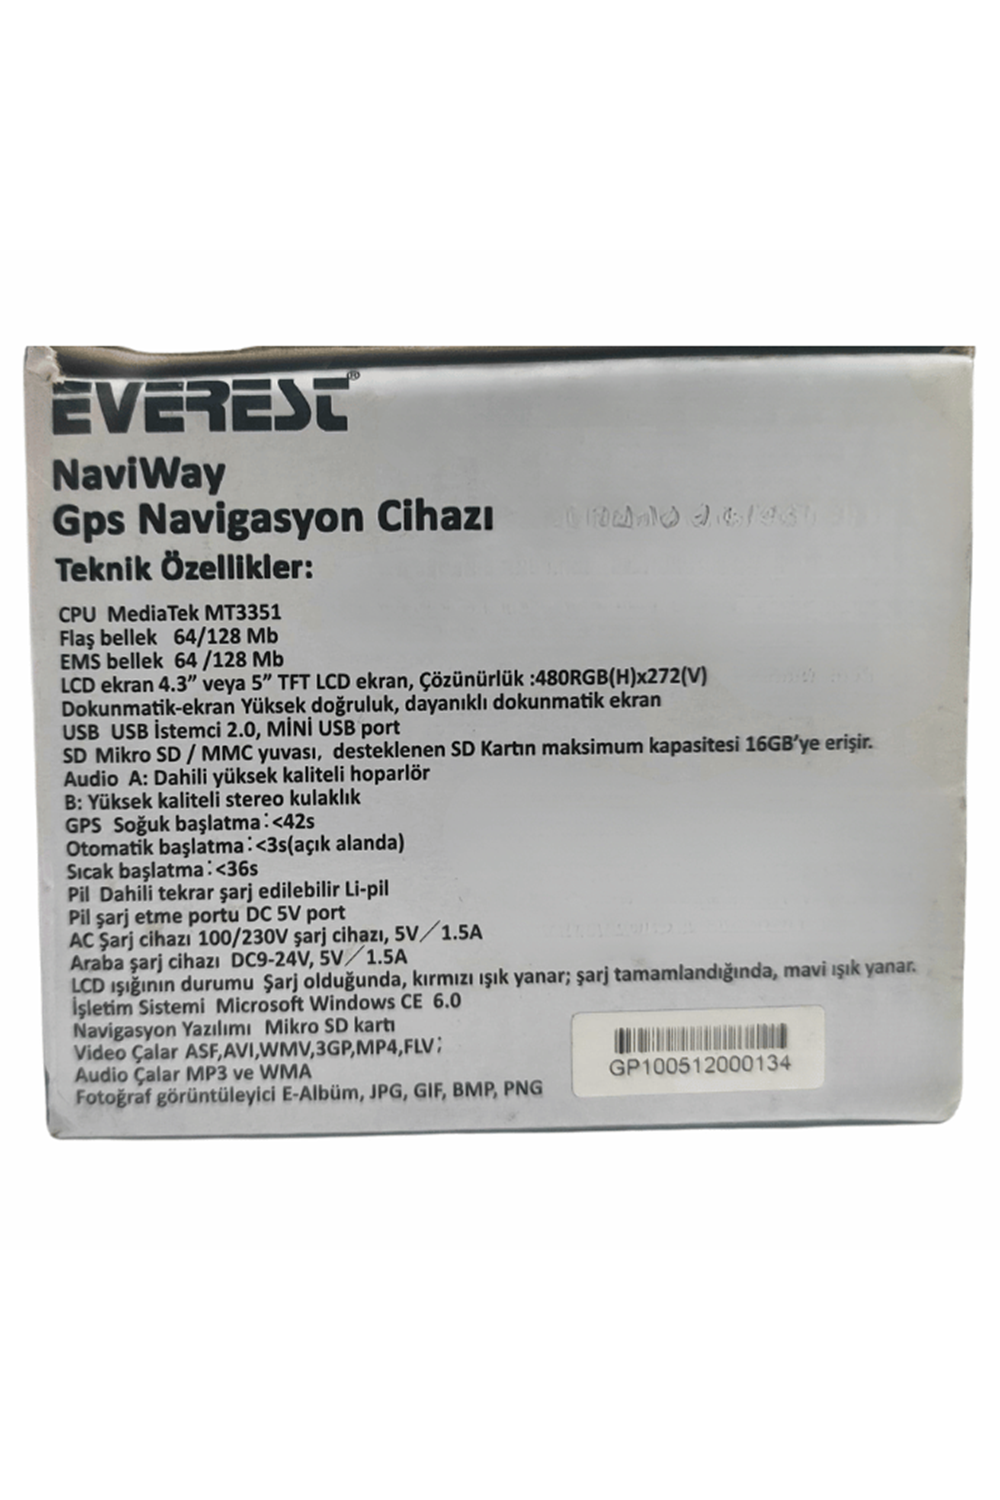 EVEREST®
NaviWay
Gps Navigasyon Cihazı
Teknik Özellikler:
CPU MediaTek MT3351
Flaş bellek 64/128 Mb
EMS bellek 64 /128 Mb
LCD ekran 4.3” veya 5” TFT LCD ekran, Çözünürlük :480RGB(H)x272(V)
Dokunmatik-ekran Yüksek doğruluk, dayanıklı dokunmatik ekran
USB USB İstemci 2.0, MİNİ USB port
SD Mikro SD / MMC yuvası, desteklenen SD Kartın maksimum kapasitesi 16GB’ye erişir.
Audio A: Dahili yüksek kaliteli hoparlör
B: Yüksek kaliteli stereo kulaklık
GPS Soğuk başlatma:<42s
Otomatik başlatma:<3s(açık alanda)
Sıcak başlatma:<36s
Pil Dahili tekrar şarj edilebilir Li-pil
Pil şarj etme portu DC 5V port
AC Şarj cihazı 100/230V şarj cihazı, 5V/1.5A
Araba şarj cihazı DC9-24V, 5V/1.5A
LCD ışığının durumu Şarj olduğunda, kırmızı ışık yanar; şarj tamamlandığında, mavi ışık yanar.
İşletim Sistemi Microsoft Windows CE 6.0
Navigasyon Yazılımı Mikro SD kartı
Video Çalar ASF,AVI,WMV,3GP,MP4,FLV;
Audio Çalar MP3 ve WMA
Fotoğraf görüntüleyici E-Albüm, JPG, GIF, BMP, PNG
GP100512000134